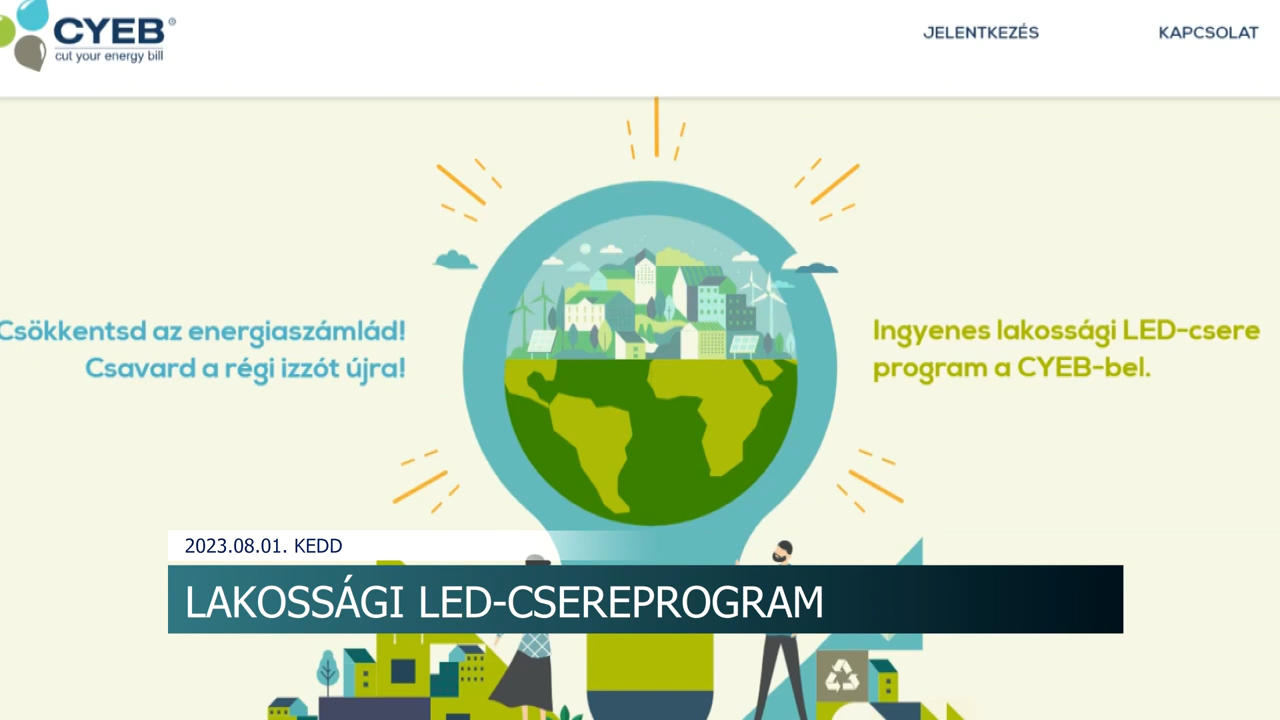 CYEB
cut your energy bill
JELENTKEZÉS
KAPCSOLAT
Csökkentsd az energiaszámlád!
Csavard a régi izzót újra!
Ingyenes lakossági LED-csere
program a CYEB-bel.
2023.08.01. KEDD
LAKOSSÁGI LED-CSEREPROGRAM